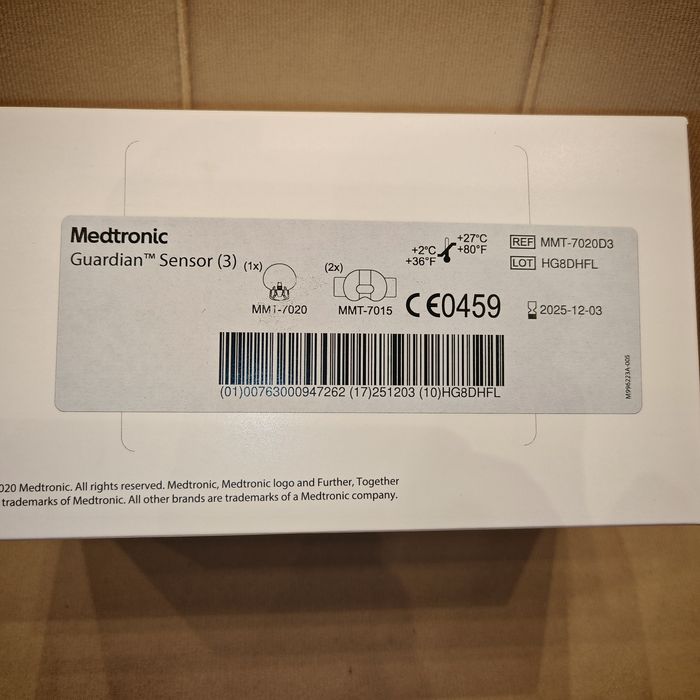 Medtronic
Guardian™ Sensor (3)
(1x)
MMT-7020
(2x)
MMT-7015
+2°C
+36°F
+27°C
+80°F
REF MMT-7020D3
LOT HG8DHFL
CE0459
2025-12-03
(01)00763000947262 (17)251203 (10)HG8DHFL
M996223A-005
020 Medtronic. All rights reserved. Medtronic, Medtronic logo and Further, Together
trademarks of Medtronic. All other brands are trademarks of a Medtronic company.